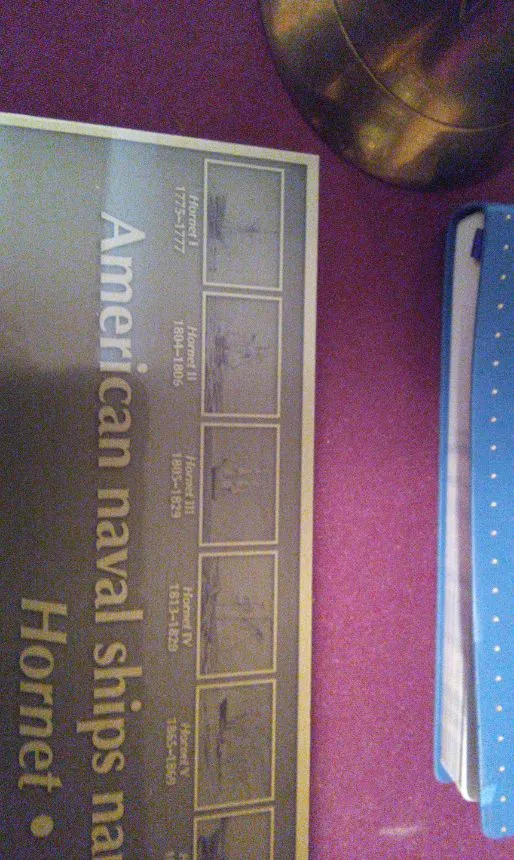 Hornet I
1775–1777
Hornet II
1804–1806
Hornet III
1805–1829
Hornet IV
1813–1829
Hornet V
1865–1869
American naval ships na
Hornet •